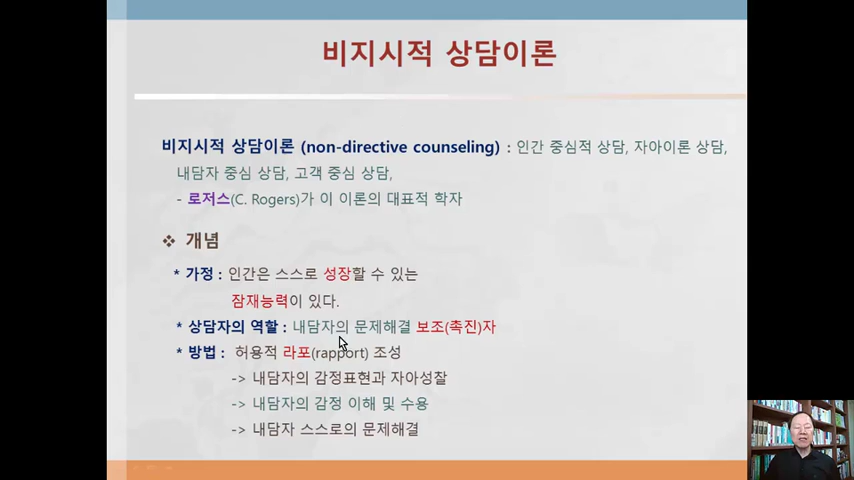 비지시적 상담이론
비지시적 상담이론 (non-directive counseling) : 인간 중심적 상담, 자아이론 상담,
내담자 중심 상담, 고객 중심 상담,
- 로저스(C. Rogers)가 이 이론의 대표적 학자
❖ 개념
* 가정 : 인간은 스스로 성장할 수 있는
잠재능력이 있다.
* 상담자의 역할 : 내담자의 문제해결 보조(촉진)자
* 방법 : 허용적 라포(rapport) 조성
-> 내담자의 감정표현과 자아성찰
-> 내담자의 감정 이해 및 수용
-> 내담자 스스로의 문제해결